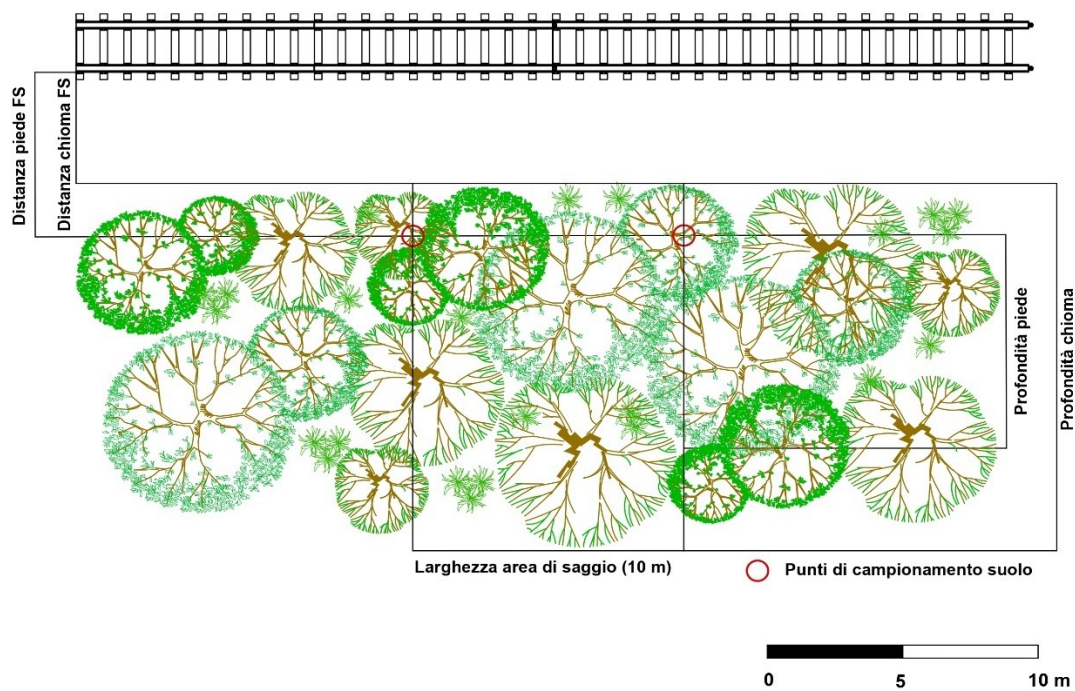 Distanza piede FS
Distanza chioma FS
Profondità piede
Profondità chioma
Larghezza area di saggio (10 m)
Punti di campionamento suolo
0 5 10 m